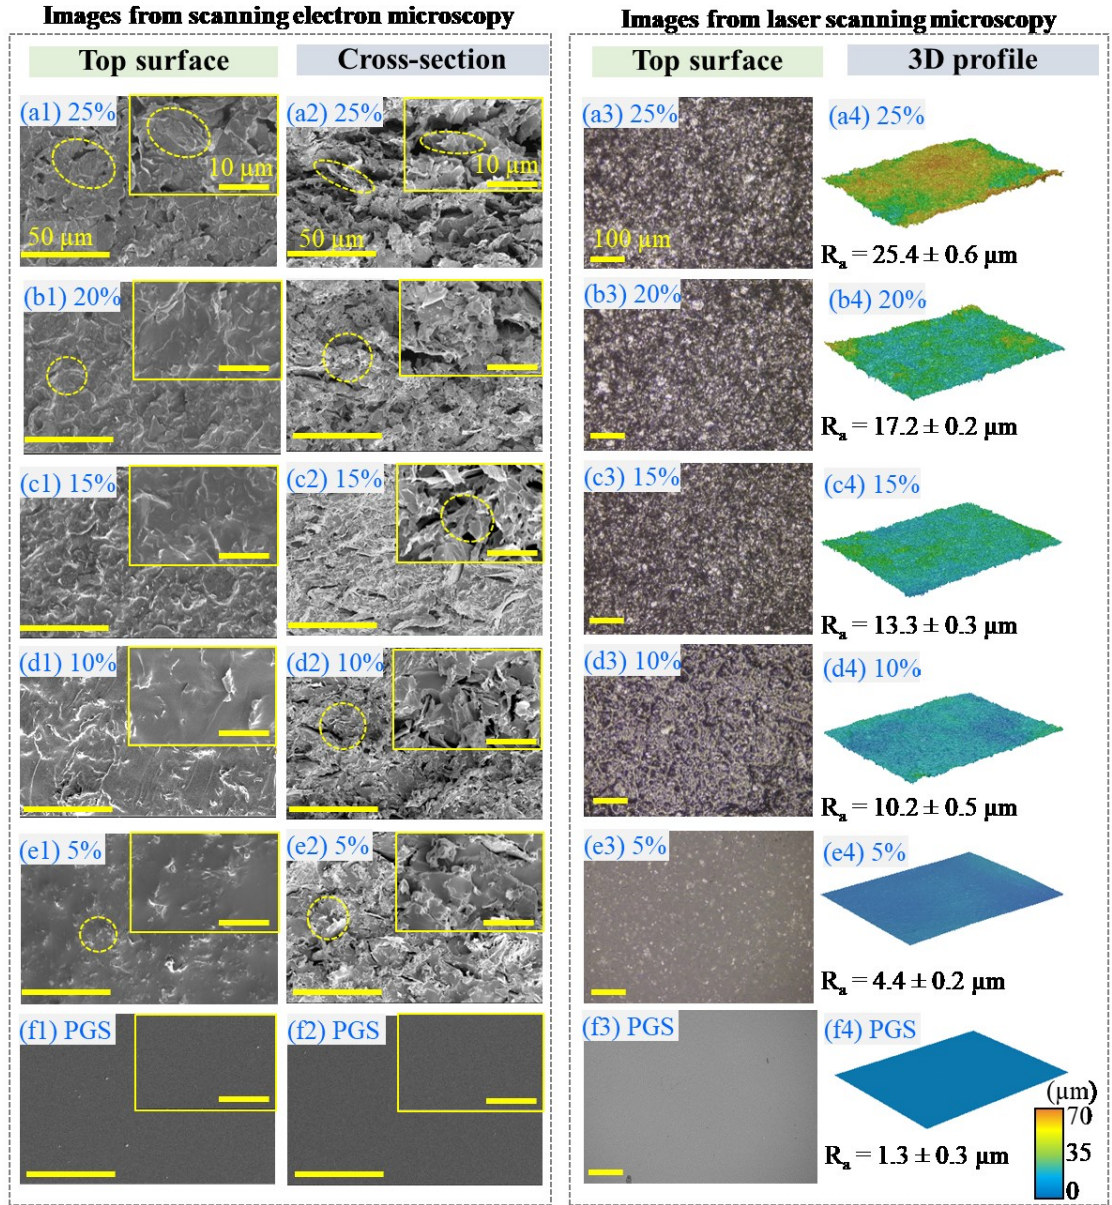 Images from scanning electron microscopy
Images from laser scanning microscopy
Top surface
Cross-section
Top surface
3D profile
(a1) 25%
10 µm
50 µm
(a2) 25%
10 µm
50 µm
(a3) 25%
100 µm
(a4) 25%
Rₐ = 25.4 ± 0.6 µm
(b1) 20%
(b2) 20%
(b3) 20%
(b4) 20%
Rₐ = 17.2 ± 0.2 µm
(c1) 15%
(c2) 15%
(c3) 15%
(c4) 15%
Rₐ = 13.3 ± 0.3 µm
(d1) 10%
(d2) 10%
(d3) 10%
(d4) 10%
Rₐ = 10.2 ± 0.5 µm
(e1) 5%
(e2) 5%
(e3) 5%
(e4) 5%
Rₐ = 4.4 ± 0.2 µm
(f1) PGS
(f2) PGS
(f3) PGS
(f4) PGS
Rₐ = 1.3 ± 0.3 µm
(µm)
70
35
0